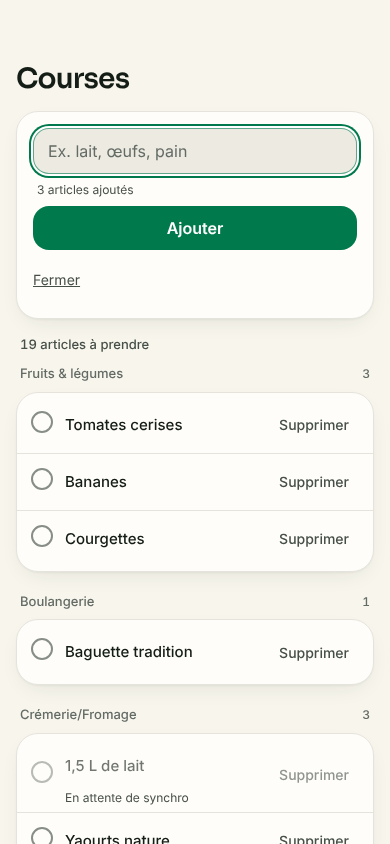 Courses
Ex. lait, œufs, pain
3 articles ajoutés
Ajouter
Fermer
19 articles à prendre
Fruits & légumes 3
Tomates cerises Supprimer
Bananes Supprimer
Courgettes Supprimer
Boulangerie 1
Baguette tradition Supprimer
Crémerie/Fromage 3
1,5 L de lait Supprimer
En attente de synchro
Yaourts nature Supprimer